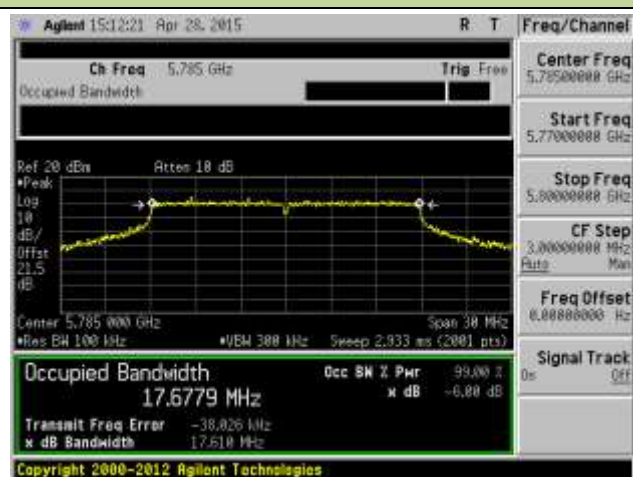 Agilent 15:12:21 Apr 28, 2015 R T
Freq/Channel
Ch Freq 5.785 GHz Trig Free
Occupied Bandwidth
Center Freq
5.78500000 GHz
Start Freq
5.77000000 GHz
Stop Freq
5.80000000 GHz
CF Step
3.00000000 MHz
Auto Man
Freq Offset
0.00000000 Hz
Signal Track
On Off
Ref 20 dBm Atten 10 dB
•Peak
Log
10
dB/
Offst
21.5
dB
Center 5.785 000 GHz Span 30 MHz
•Res BW 100 kHz •VBW 300 kHz Sweep 2.933 ms (2001 pts)
Occupied Bandwidth Occ BW % Pwr 99.00 %
17.6779 MHz x dB -6.00 dB
Transmit Freq Error -38.026 kHz
x dB Bandwidth 17.610 MHz
Copyright 2000-2012 Agilent Technologies